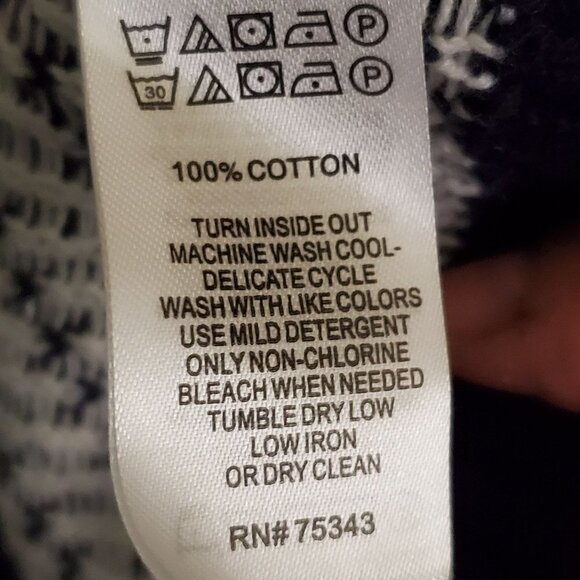 P
30 P
100% COTTON
TURN INSIDE OUT
MACHINE WASH COOL-
DELICATE CYCLE
WASH WITH LIKE COLORS
USE MILD DETERGENT
ONLY NON-CHLORINE
BLEACH WHEN NEEDED
TUMBLE DRY LOW
LOW IRON
OR DRY CLEAN
RN# 75343